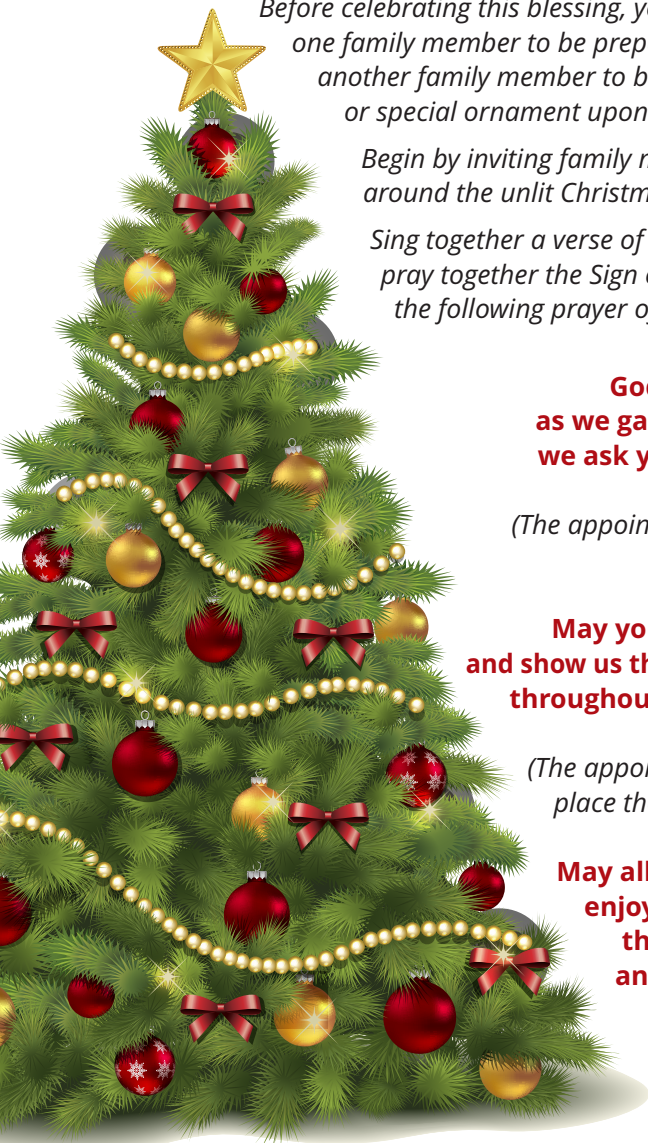 Before celebrating this blessing, yo
one family member to be prep
another family member to b
or special ornament upon
Begin by inviting family
around the unlit Christm
Sing together a verse of
pray together the Sign
the following prayer o
Go
as we ga
we ask y
(The appoin
May yo
and show us th
throughou
(The appoi
place th
May all
enjoy
th
an